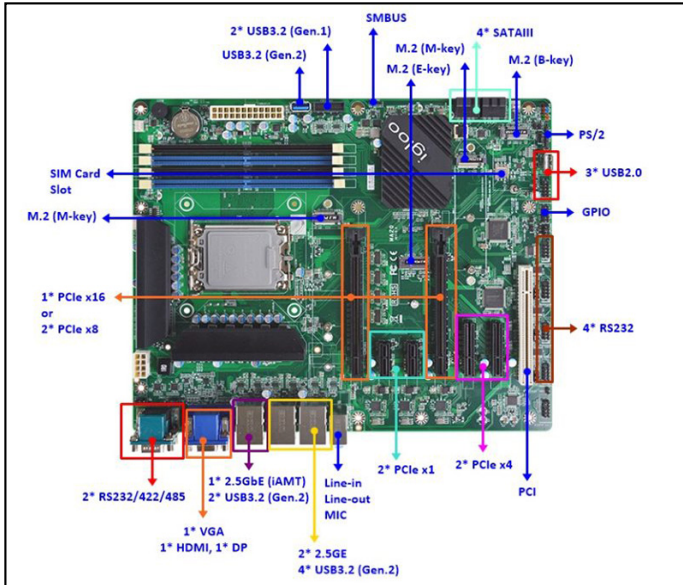 SMBUS
2* USB3.2 (Gen.1)
4* SATAIII
USB3.2 (Gen.2)
M.2 (M-key)
M.2 (B-key)
M.2 (E-key)
PS/2
igloo
SIM Card
Slot
3* USB2.0
M.2 (M-key)
GPIO
1* PCIe x16
or
2* PCIe x8
4* RS232
2* PCIe x1
2* PCIe x4
PCI
2* RS232/422/485
1* 2.5GbE (iAMT)
2* USB3.2 (Gen.2)
Line-in
Line-out
MIC
1* VGA
1* HDMI, 1* DP
2* 2.5GE
4* USB3.2 (Gen.2)